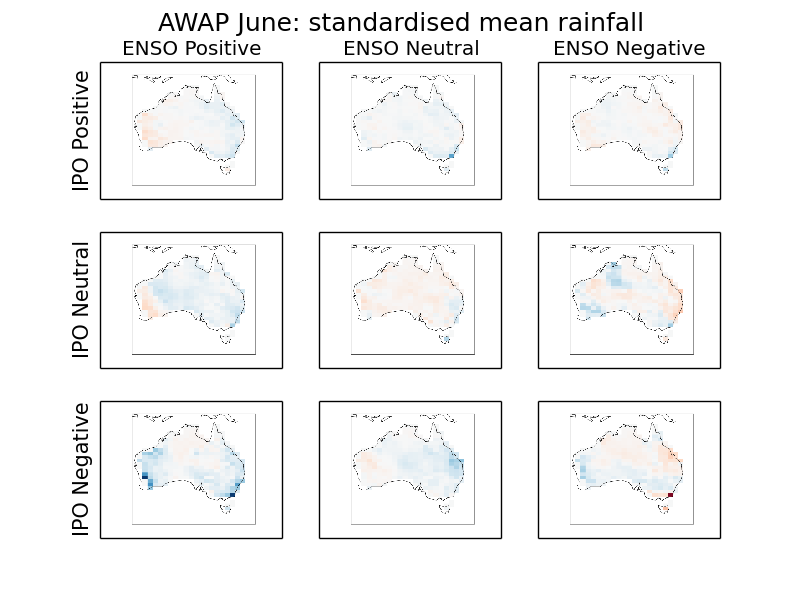 AWAP June: standardised mean rainfall
ENSO Positive
ENSO Neutral
ENSO Negative
IPO Positive
IPO Neutral
IPO Negative